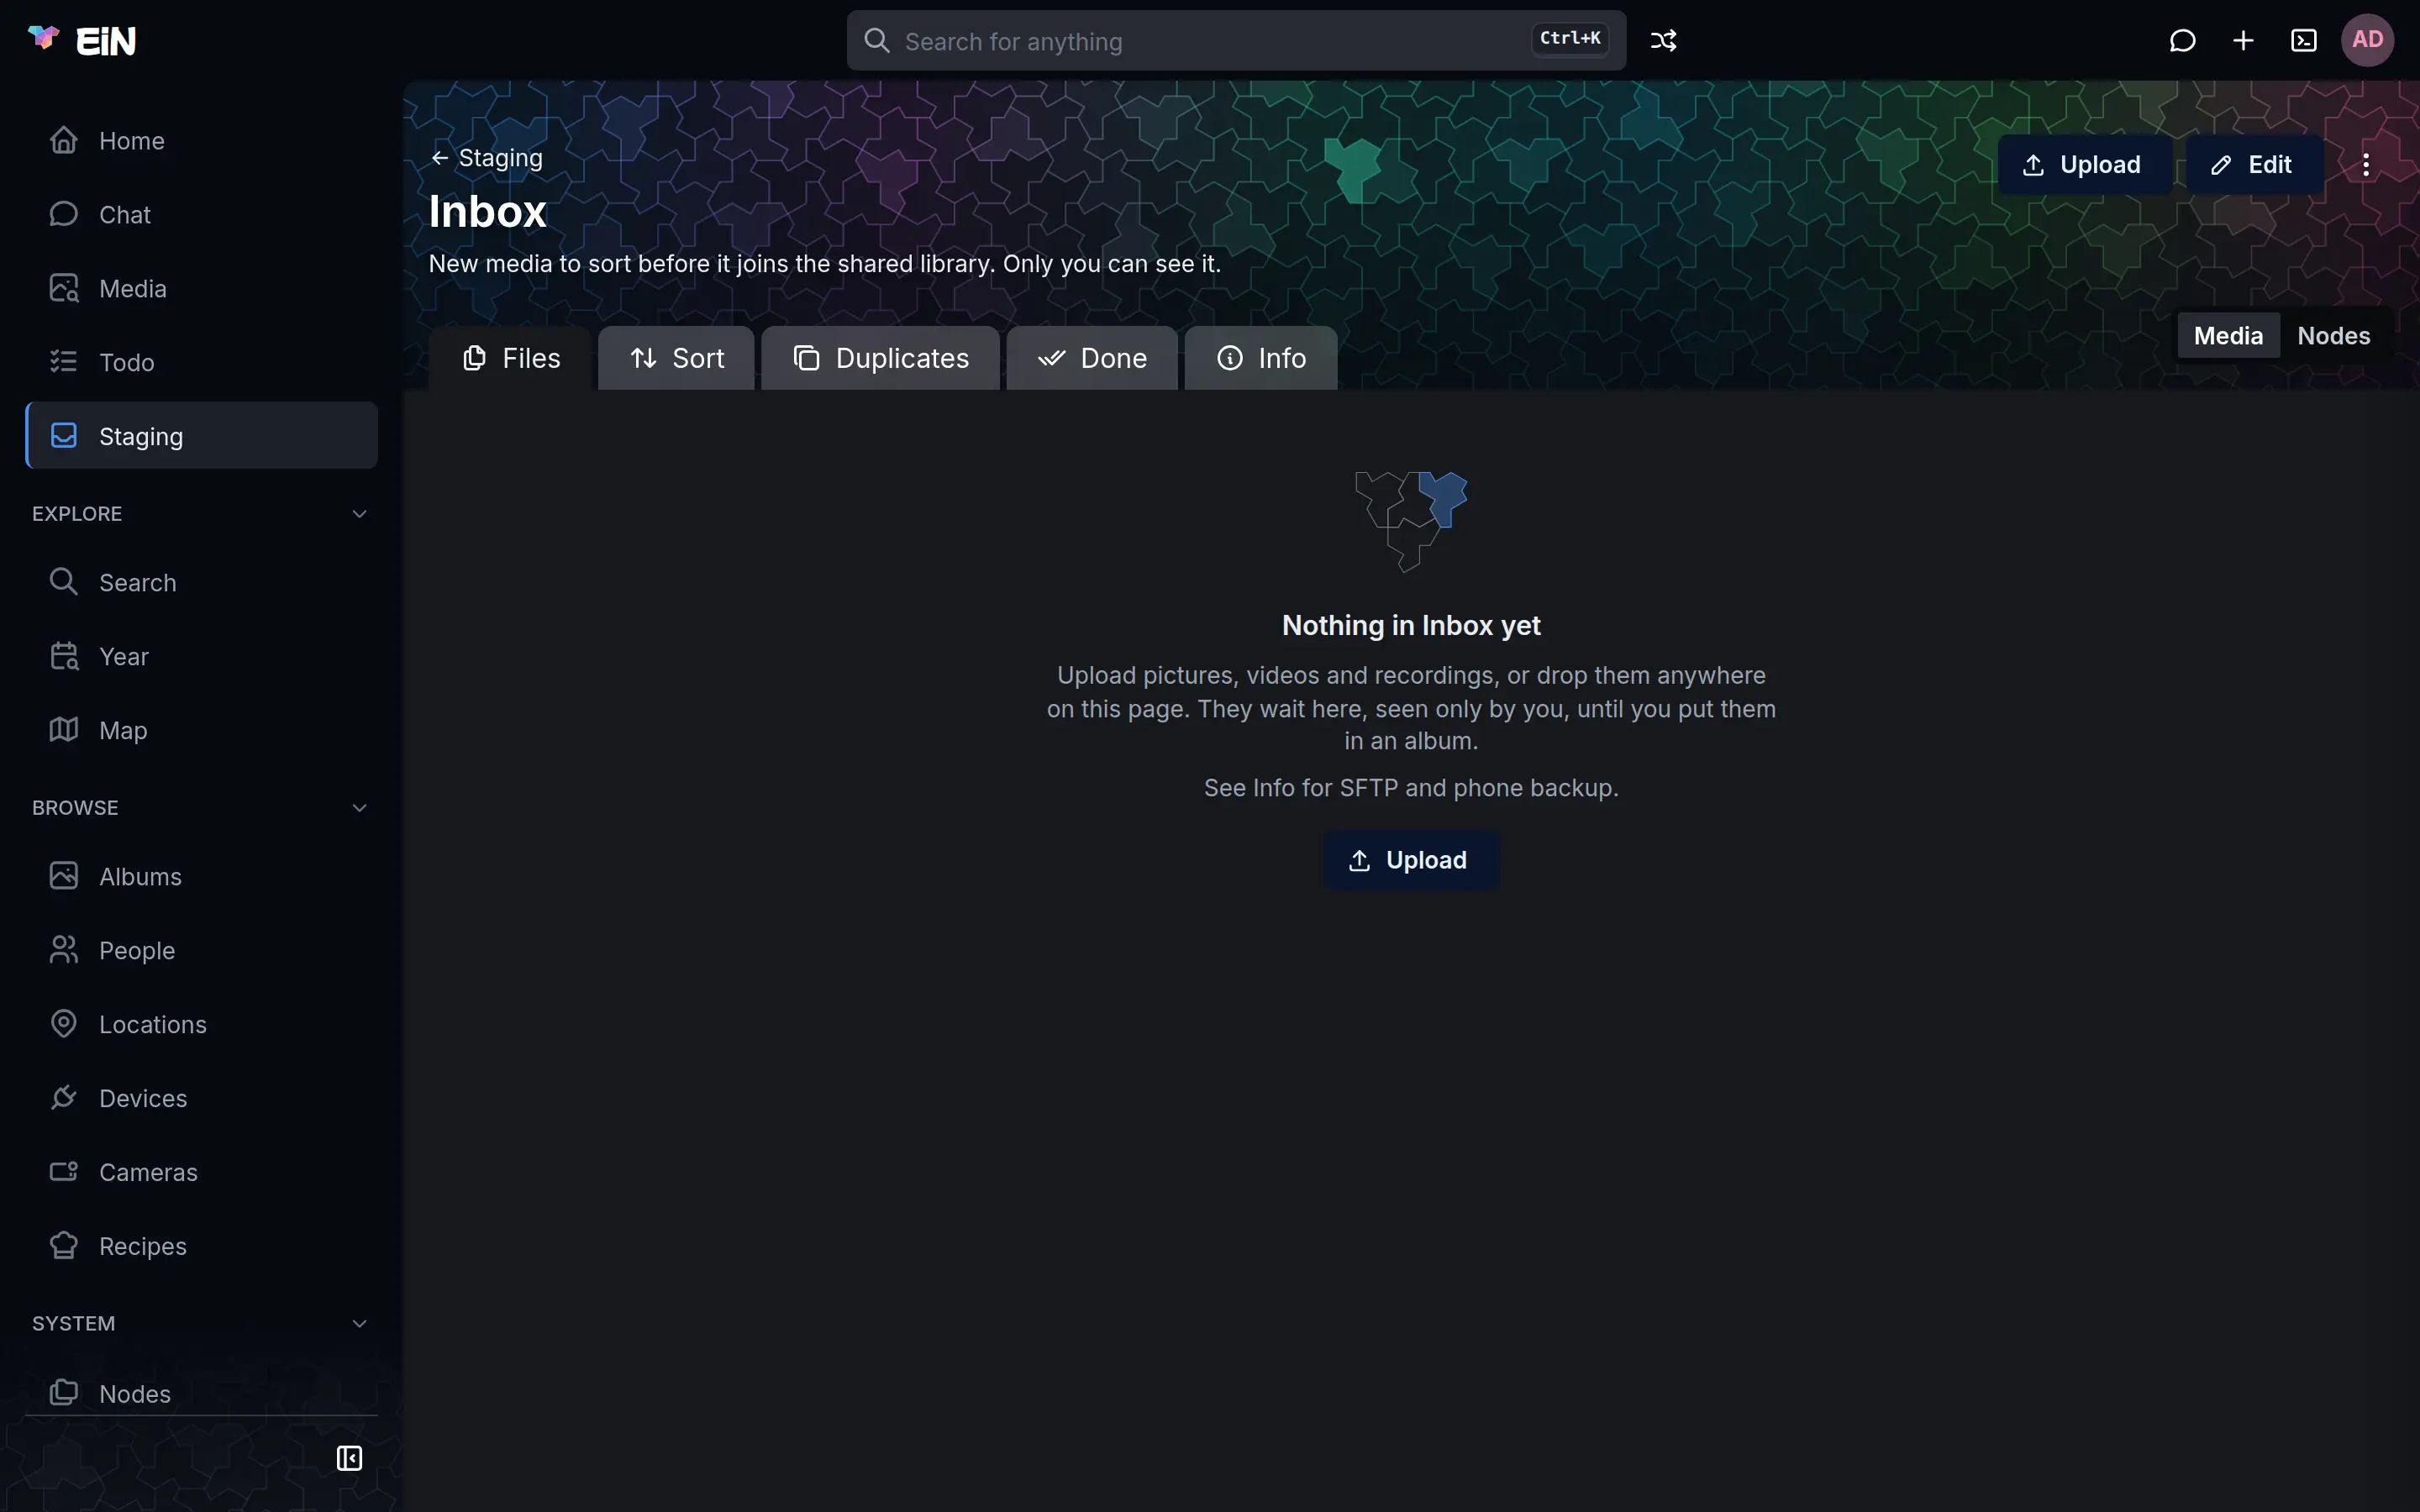 EiN
Search for anything
Ctrl+K
AD
Home
Chat
Media
Todo
Staging
EXPLORE
Search
Year
Map
BROWSE
Albums
People
Locations
Devices
Cameras
Recipes
SYSTEM
Nodes
← Staging
Inbox
New media to sort before it joins the shared library. Only you can see it.
Upload
Edit
Files
Sort
Duplicates
Done
Info
Media
Nodes
Nothing in Inbox yet
Upload pictures, videos and recordings, or drop them anywhere
on this page. They wait here, seen only by you, until you put them
in an album.
See Info for SFTP and phone backup.
Upload